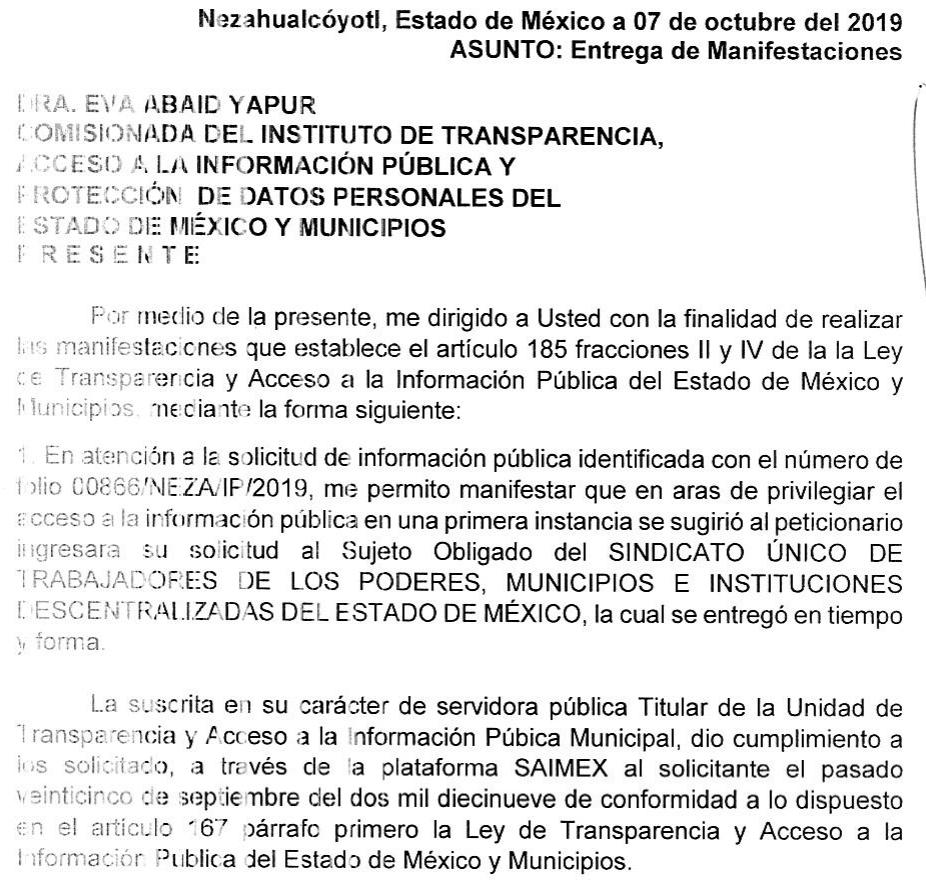 Nezahualcóyotl, Estado de México a 07 de octubre del 2019
ASUNTO: Entrega de Manifestaciones
DRA. EVA ABAID YAPUR
COMISIONADA DEL INSTITUTO DE TRANSPARENCIA,
ACCESO A LA INFORMACIÓN PÚBLICA Y
PROTECCIÓN DE DATOS PERSONALES DEL
ESTADO DE MÉXICO Y MUNICIPIOS
P R E S E N T E
Por medio de la presente, me dirigido a Usted con la finalidad de realizar
las manifestaciones que establece el artículo 185 fracciones II y IV de la la Ley
de Transparencia y Acceso a la Información Pública del Estado de México y
Municipios, mediante la forma siguiente:
1. En atención a la solicitud de información pública identificada con el número de
folio 00866/NEZA/IP/2019, me permito manifestar que en aras de privilegiar el
acceso a la información pública en una primera instancia se sugirió al peticionario
ingresara su solicitud al Sujeto Obligado del SINDICATO ÚNICO DE
TRABAJADORES DE LOS PODERES, MUNICIPIOS E INSTITUCIONES
DESCENTRALIZADAS DEL ESTADO DE MÉXICO, la cual se entregó en tiempo
y forma.
La suscrita en su carácter de servidora pública Titular de la Unidad de
Transparencia y Acceso a la Información Púbica Municipal, dio cumplimiento a
los solicitado, a través de la plataforma SAIMEX al solicitante el pasado
veinticinco de septiembre del dos mil diecinueve de conformidad a lo dispuesto
en el artículo 167 párrafo primero la Ley de Transparencia y Acceso a la
Información Publica del Estado de México y Municipios.